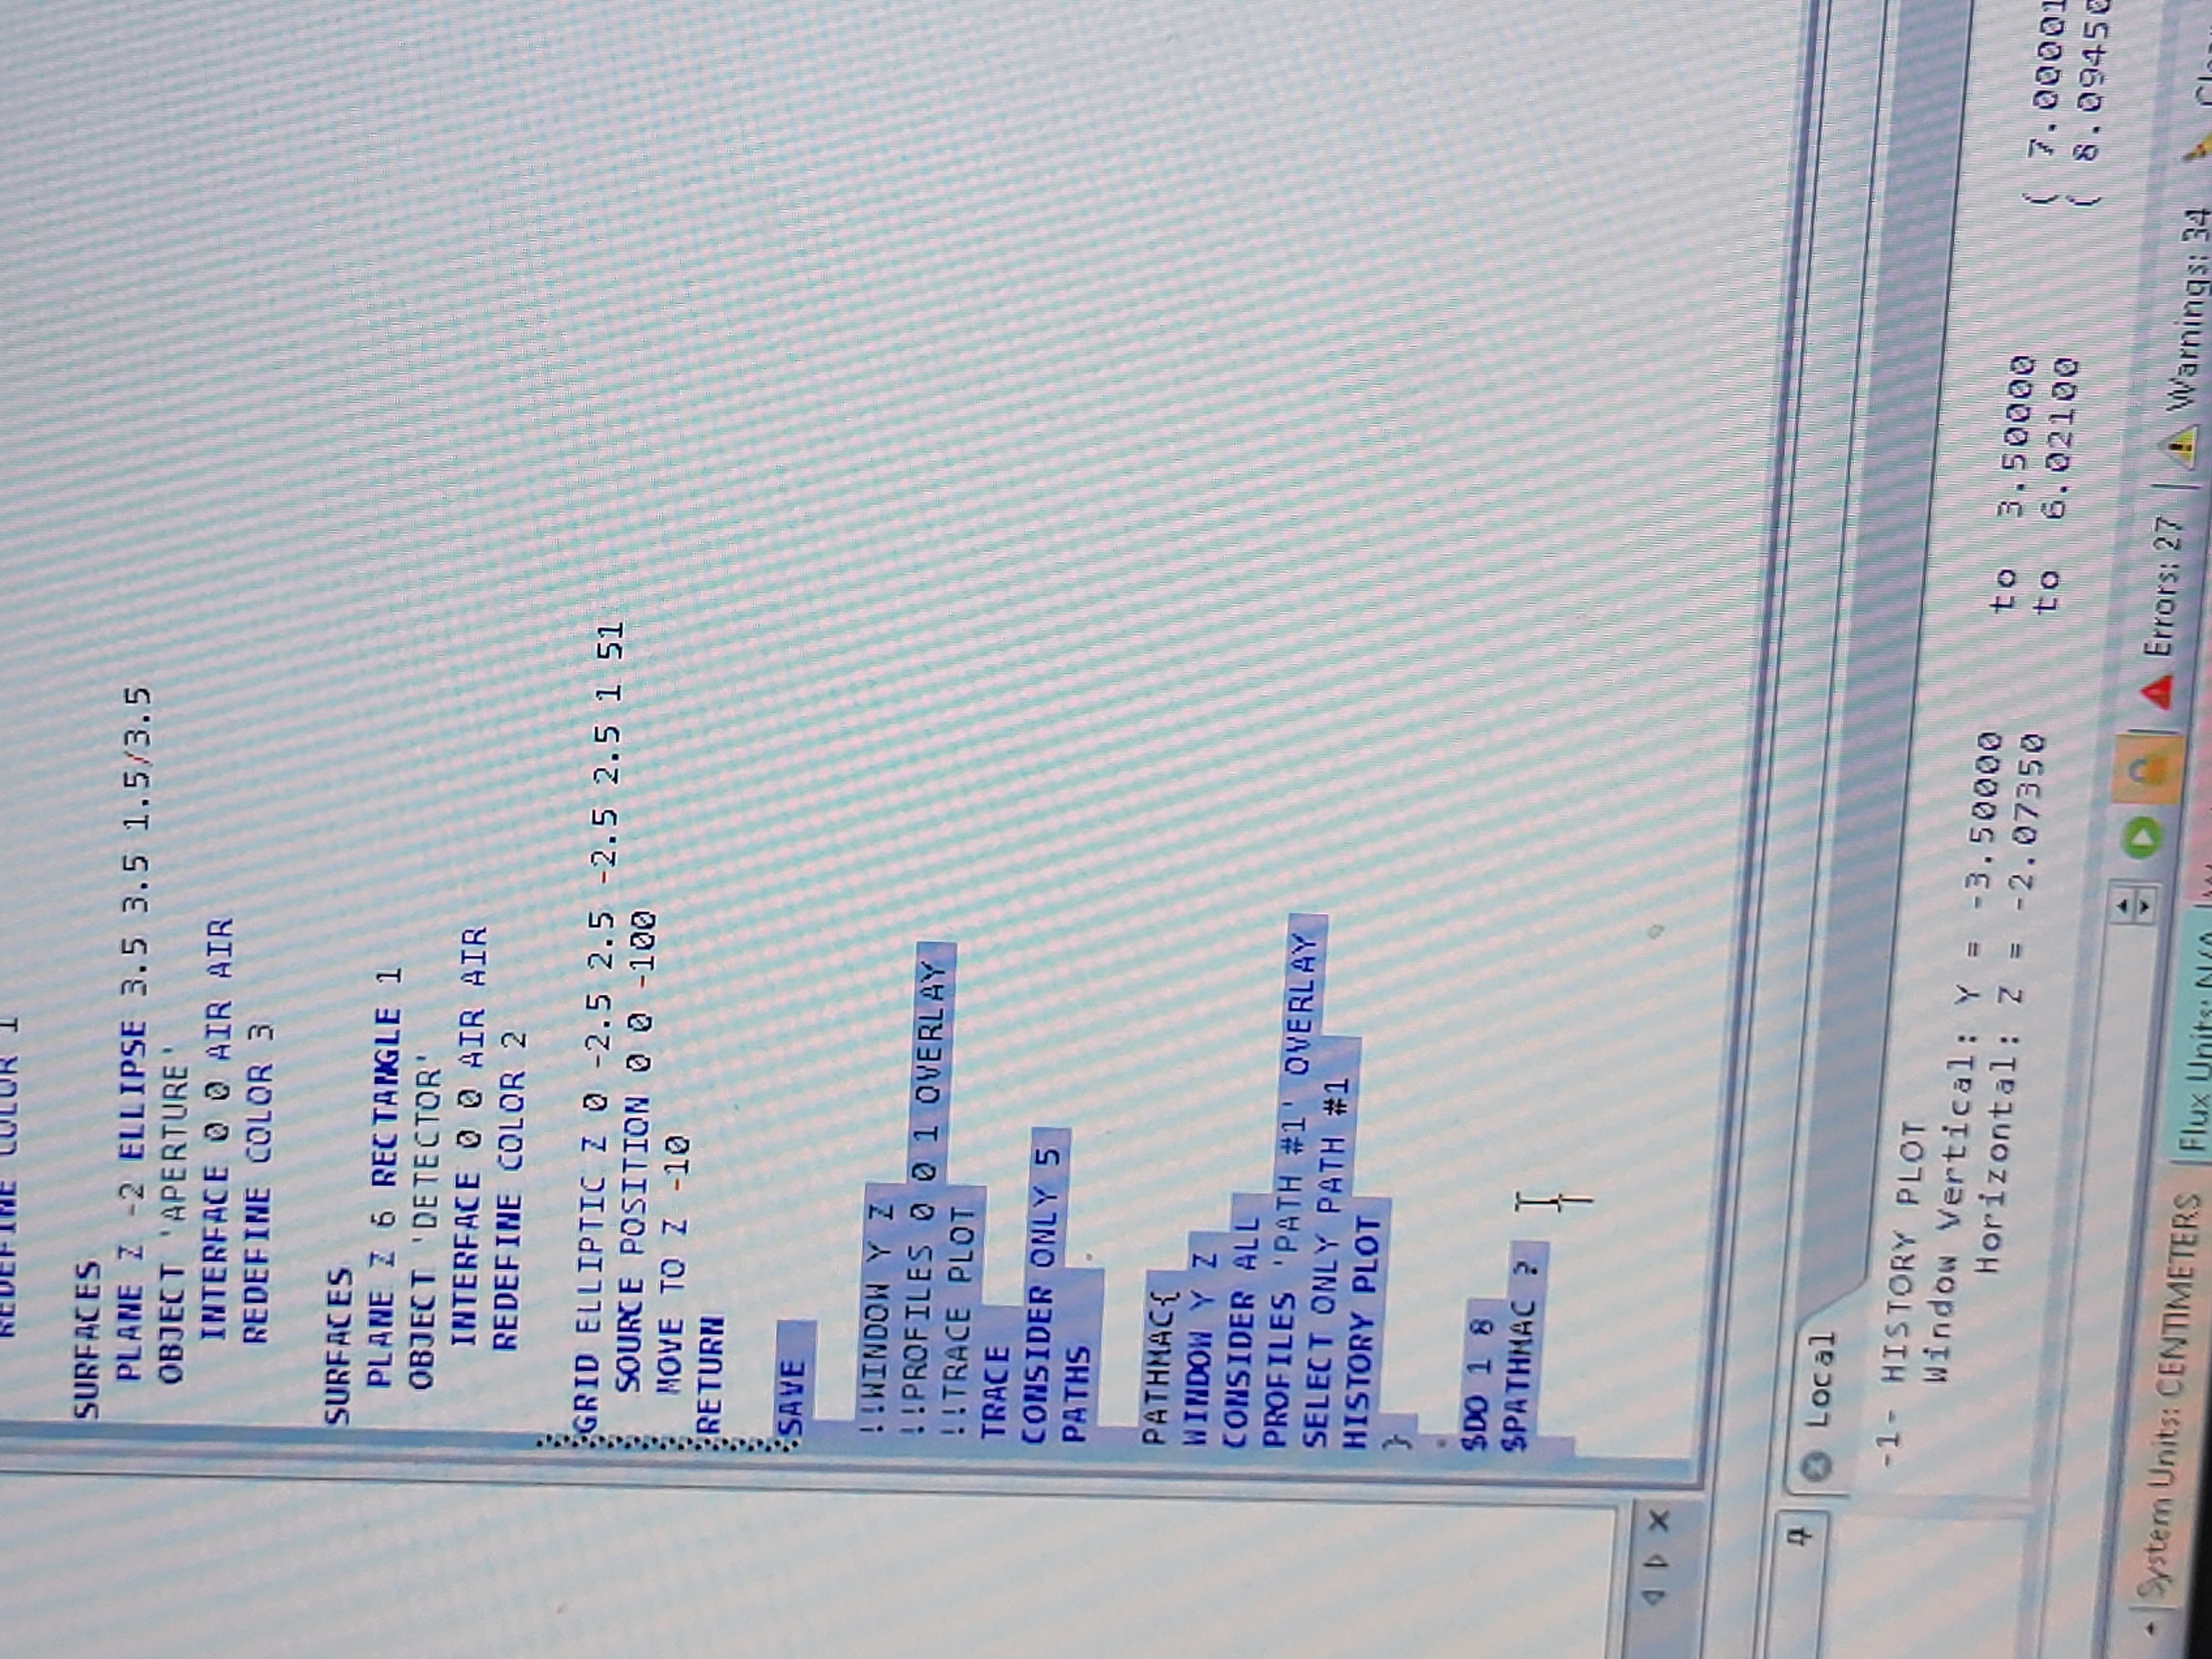 REDEFINE COLOR 1
SURFACES
PLANE Z -2 ELLIPSE 3.5 3.5 1.5/3.5
OBJECT 'APERTURE'
INTERFACE 0 0 AIR AIR
REDEFINE COLOR 3
SURFACES
PLANE Z 6 RECTANGLE 1
OBJECT 'DETECTOR'
INTERFACE 0 0 AIR AIR
REDEFINE COLOR 2
GRID ELLIPTIC Z 0 -2.5 2.5 -2.5 2.5 1 51
SOURCE POSITION 0 0 -100
MOVE TO Z -10
RETURN
SAVE
!!WINDOW Y Z
!!PROFILES 0 0 1 OVERLAY
!!TRACE PLOT
TRACE
CONSIDER ONLY 5
PATHS
PATHMAC{
WINDOW Y Z
CONSIDER ALL
PROFILES 'PATH #1' OVERLAY
SELECT ONLY PATH #1
HISTORY PLOT
}
$DO 1 8
$PATHMAC ?
Local
-1- HISTORY PLOT
Window Vertical: Y = -3.50000 to 3.50000 ( 7.00001
Horizontal: Z = -2.07350 to 6.02100 ( 8.09450
System Units: CENTIMETERS
Flux Units: N/A
Errors: 27
Warnings: 34